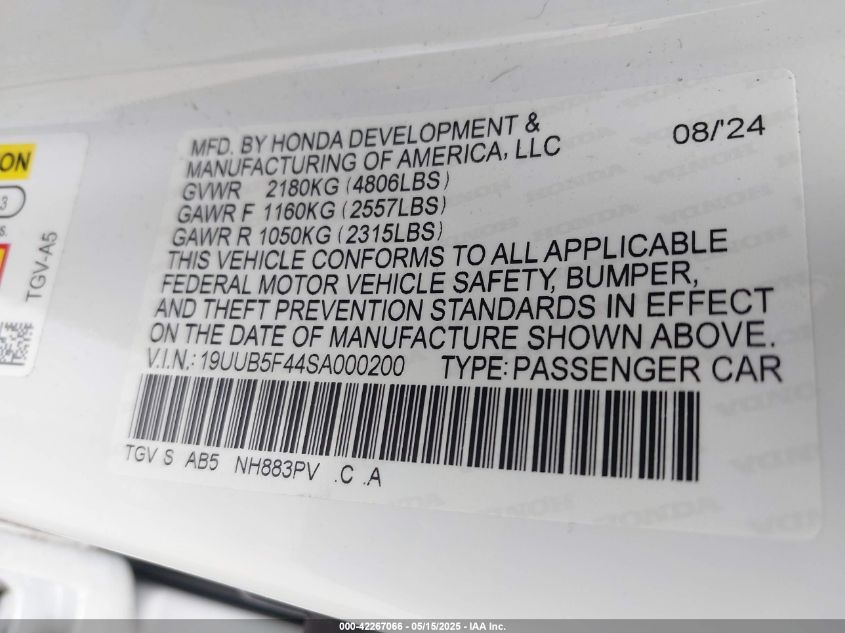 MFD. BY HONDA DEVELOPMENT &
MANUFACTURING OF AMERICA, LLC
08/'24
GVWR 2180KG (4806LBS)
GAWR F 1160KG (2557LBS)
GAWR R 1050KG (2315LBS)
THIS VEHICLE CONFORMS TO ALL APPLICABLE
FEDERAL MOTOR VEHICLE SAFETY, BUMPER,
AND THEFT PREVENTION STANDARDS IN EFFECT
ON THE DATE OF MANUFACTURE SHOWN ABOVE.
V.I.N.: 19UUB5F44SA000200 TYPE: PASSENGER CAR
TGV S AB5 NH883PV .C .A
ON
3
s.
TGV-A5
HONDA
000-42267066 - 05/15/2025 - IAA Inc.